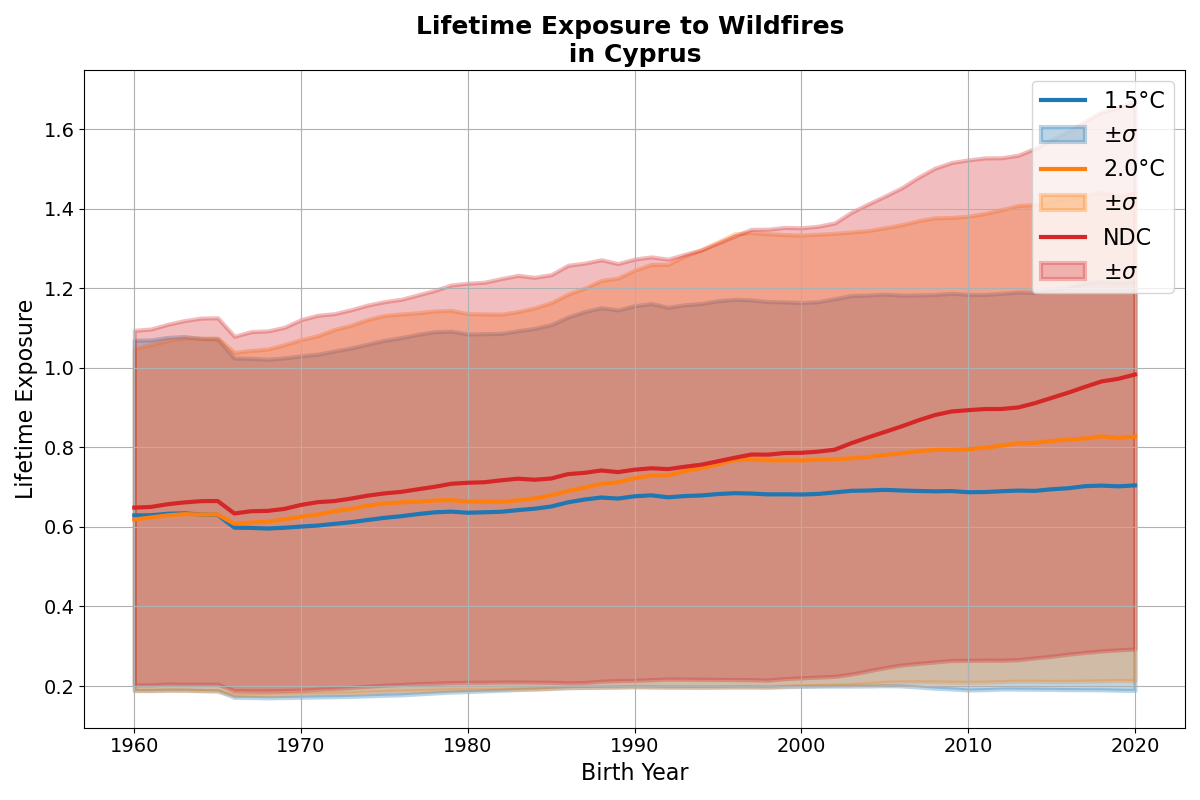 Lifetime Exposure to Wildfires
in Cyprus
Lifetime Exposure
1.6
1.4
1.2
1.0
0.8
0.6
0.4
0.2
1960 1970 1980 1990 2000 2010 2020
Birth Year
1.5°C
±σ
2.0°C
±σ
NDC
±σ